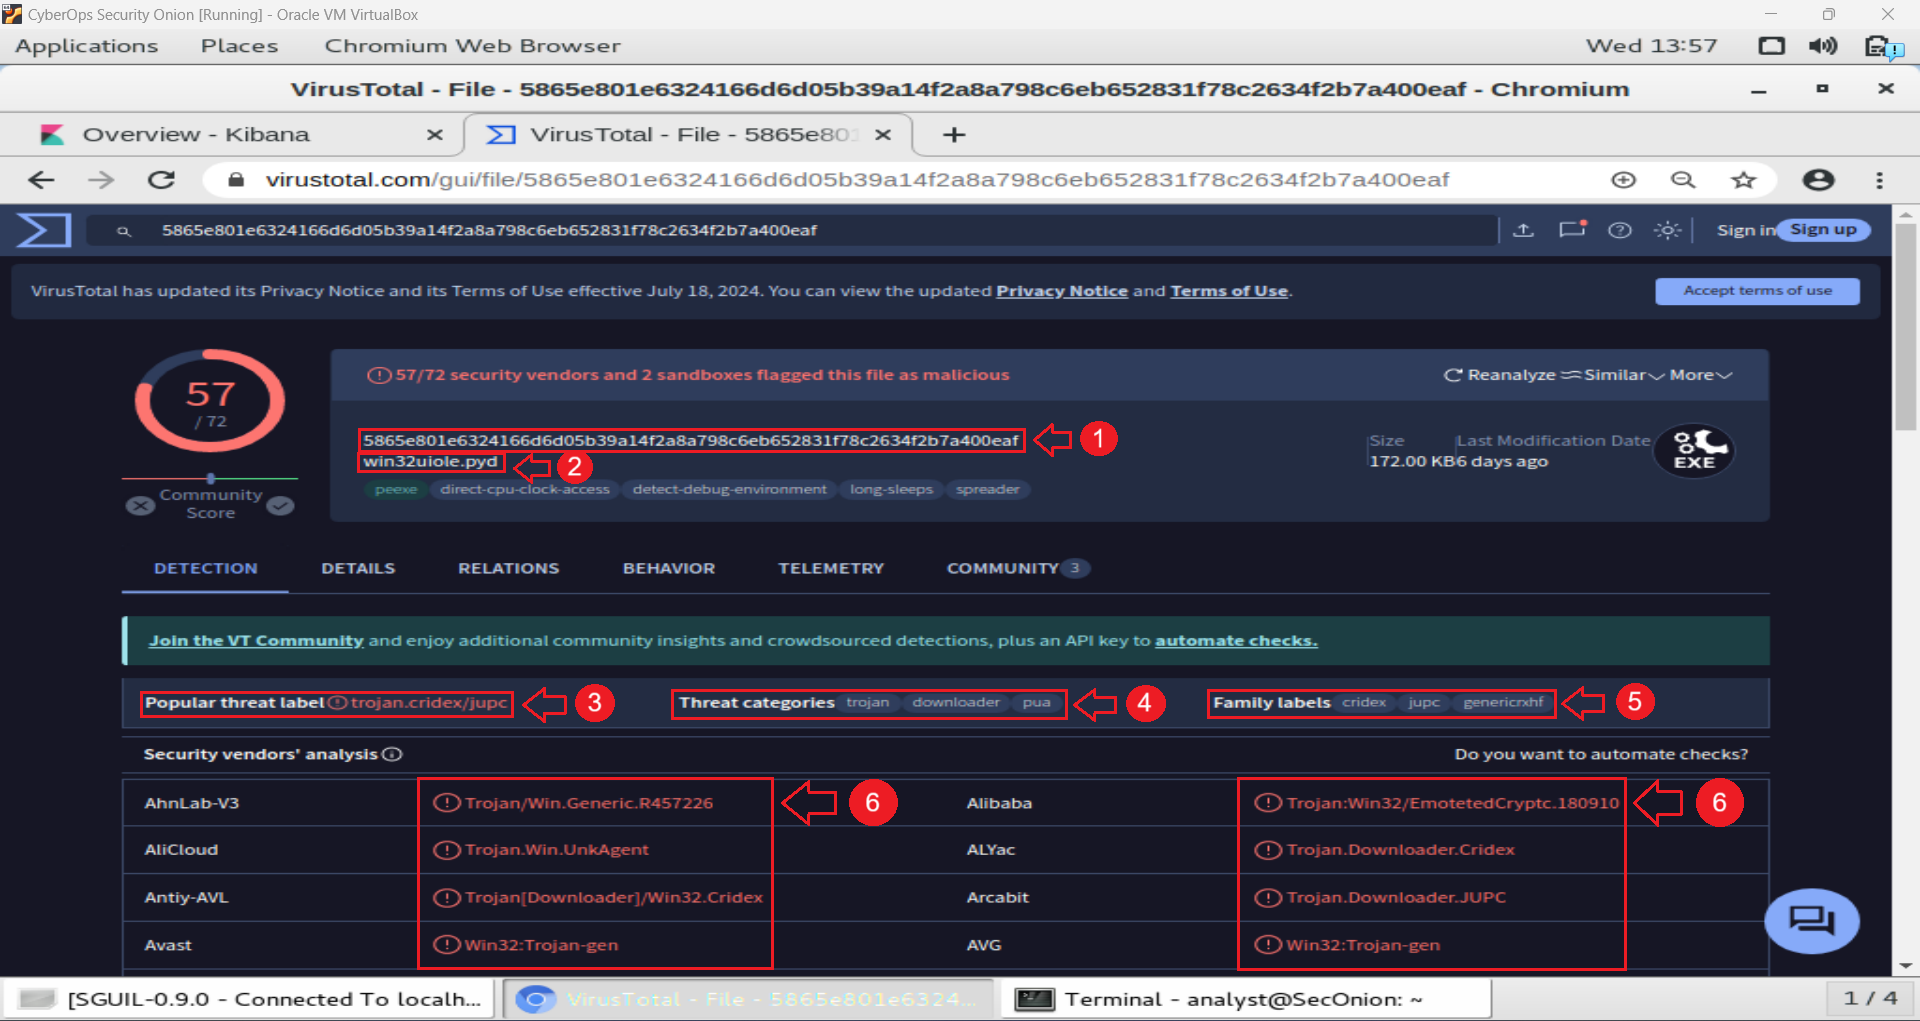 CyberOps Security Onion [Running] - Oracle VM VirtualBox
Applications Places Chromium Web Browser Wed 13:57
VirusTotal - File - 5865e801e6324166d6d05b39a14f2a8a798c6eb652831f78c2634f2b7a400eaf - Chromium
Overview - Kibana VirusTotal - File - 5865e801
virustotal.com/gui/file/5865e801e6324166d6d05b39a14f2a8a798c6eb652831f78c2634f2b7a400eaf
5865e801e6324166d6d05b39a14f2a8a798c6eb652831f78c2634f2b7a400eaf Sign in Sign up
VirusTotal has updated its Privacy Notice and its Terms of Use effective July 18, 2024. You can view the updated Privacy Notice and Terms of Use. Accept terms of use
57
/ 72
57/72 security vendors and 2 sandboxes flagged this file as malicious Reanalyze Similar More
5865e801e6324166d6d05b39a14f2a8a798c6eb652831f78c2634f2b7a400eaf 1
win32uiole.pyd 2
Size Last Modification Date
172.00 KB 6 days ago EXE
peexe direct-cpu-clock-access detect-debug-environment long-sleeps spreader
Community
Score
DETECTION DETAILS RELATIONS BEHAVIOR TELEMETRY COMMUNITY 3
Join the VT Community and enjoy additional community insights and crowdsourced detections, plus an API key to automate checks.
Popular threat label trojan.cridex/jupc 3 Threat categories trojan downloader pua 4 Family labels cridex jupc genericrxhf 5
Security vendors' analysis Do you want to automate checks?
AhnLab-V3 Trojan/Win.Generic.R457226 6 Alibaba Trojan:Win32/EmotetedCryptc.180910 6
AliCloud Trojan.Win.UnkAgent ALYac Trojan.Downloader.Cridex
Antiy-AVL Trojan[Downloader]/Win32.Cridex Arcabit Trojan.Downloader.JUPC
Avast Win32:Trojan-gen AVG Win32:Trojan-gen
[SGUIL-0.9.0 - Connected To localh... VirusTotal - File - 5865e801e6324... Terminal - analyst@SecOnion: ~ 1 / 4